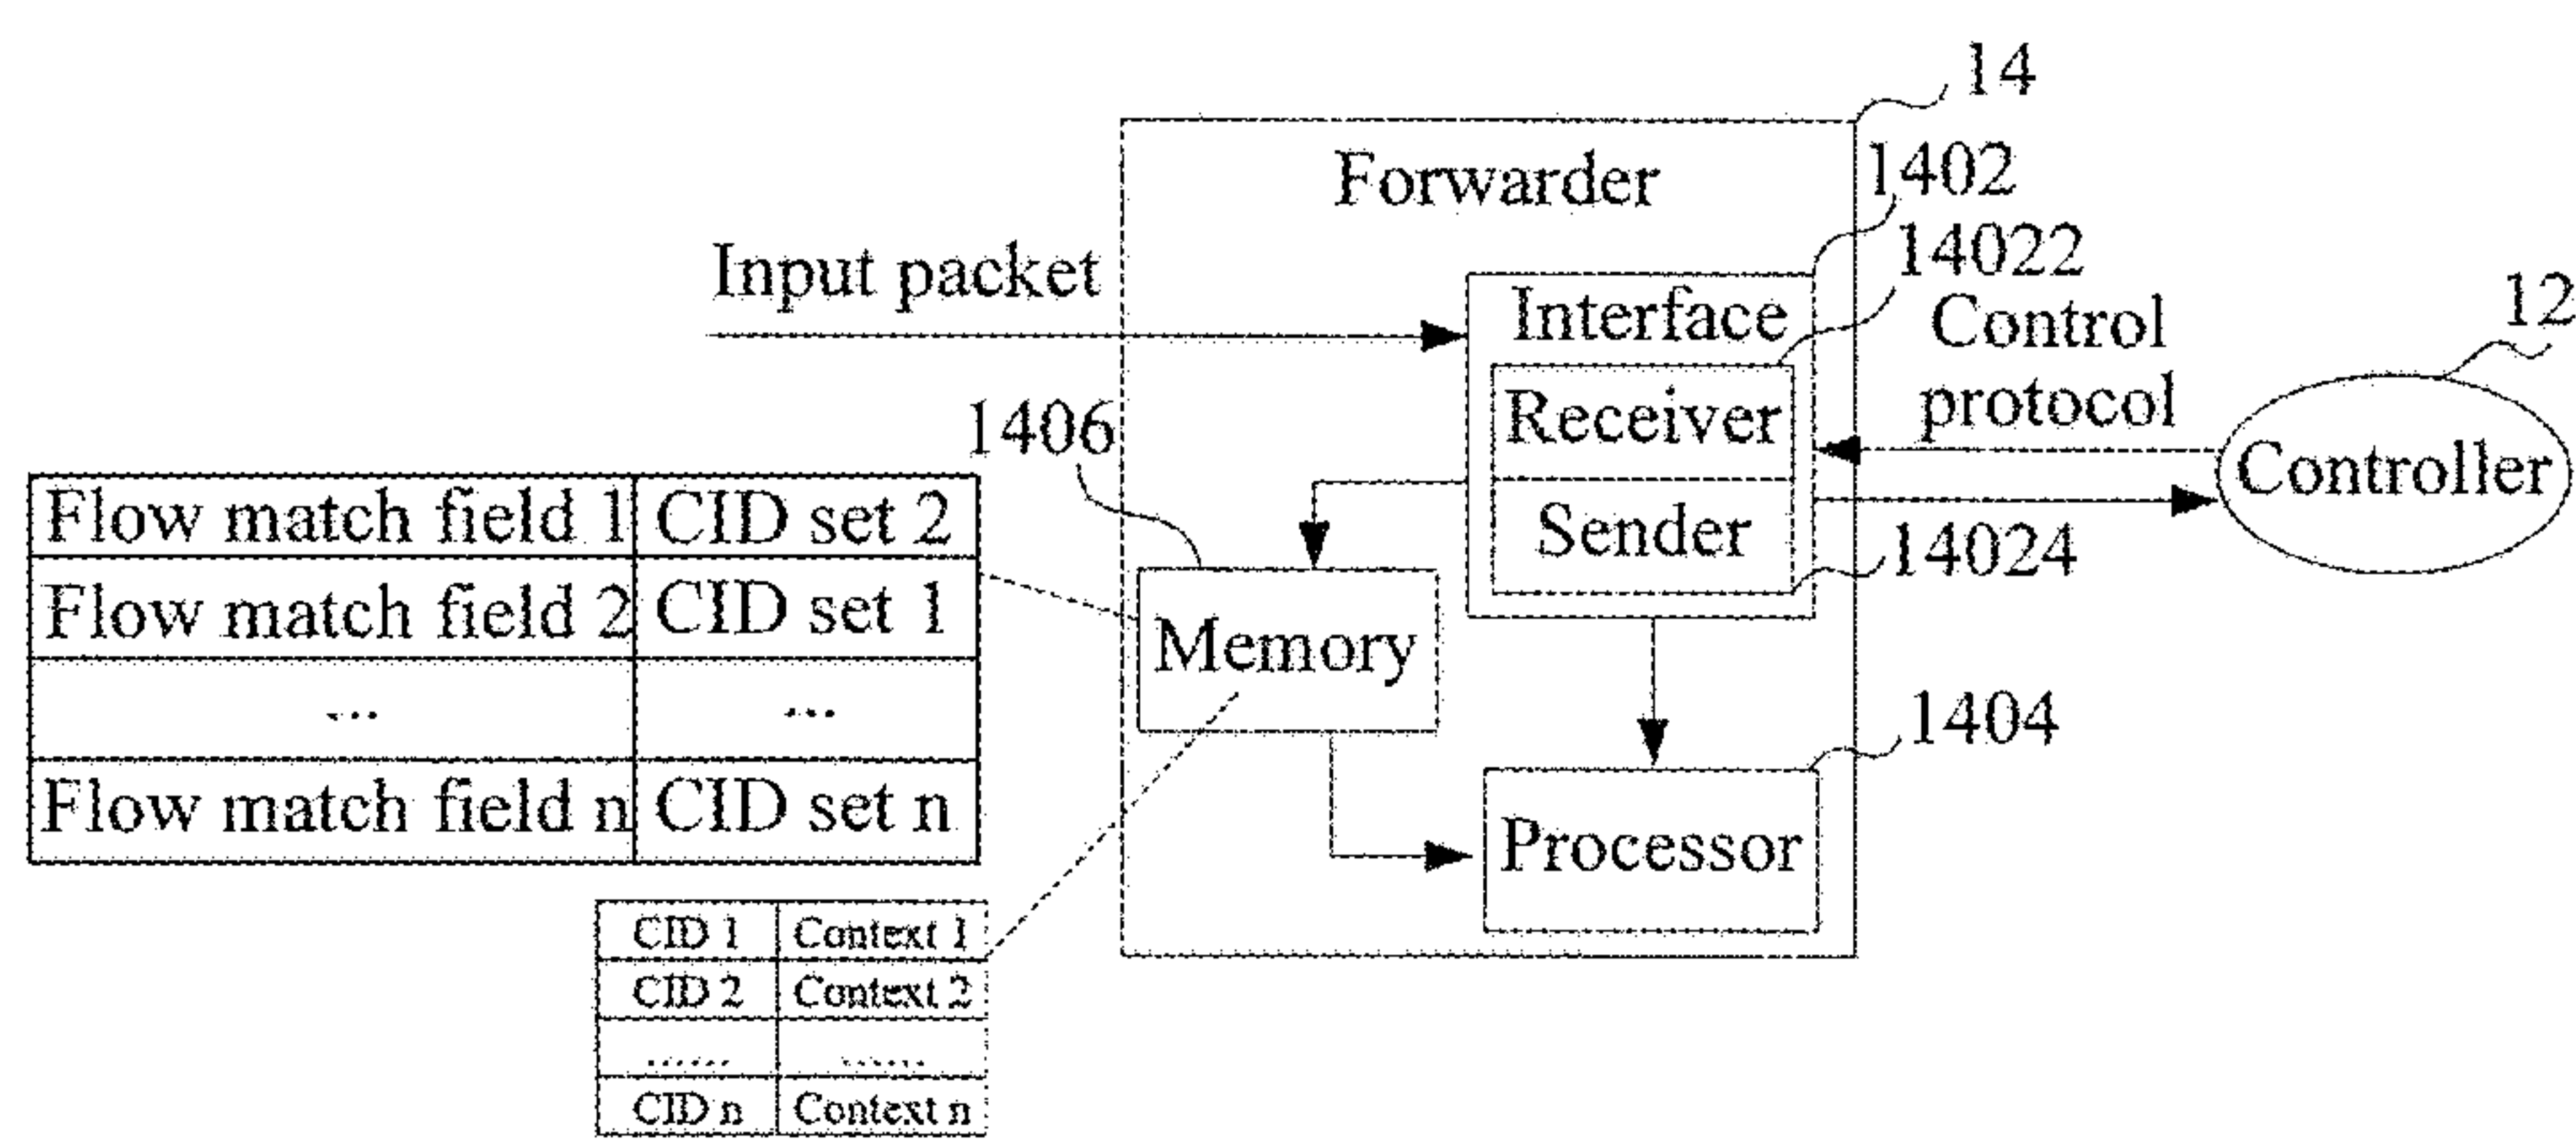 14
Forwarder
1402
14022
Input packet
Interface
Control
protocol
12
Receiver
1406
Controller
Sender
14024
Flow match field 1 CID set 2
Flow match field 2 CID set 1
... ...
Flow match field n CID set n
Memory
1404
Processor
CID 1 Context 1
CID 2 Context 2
...... ......
CID n Context n